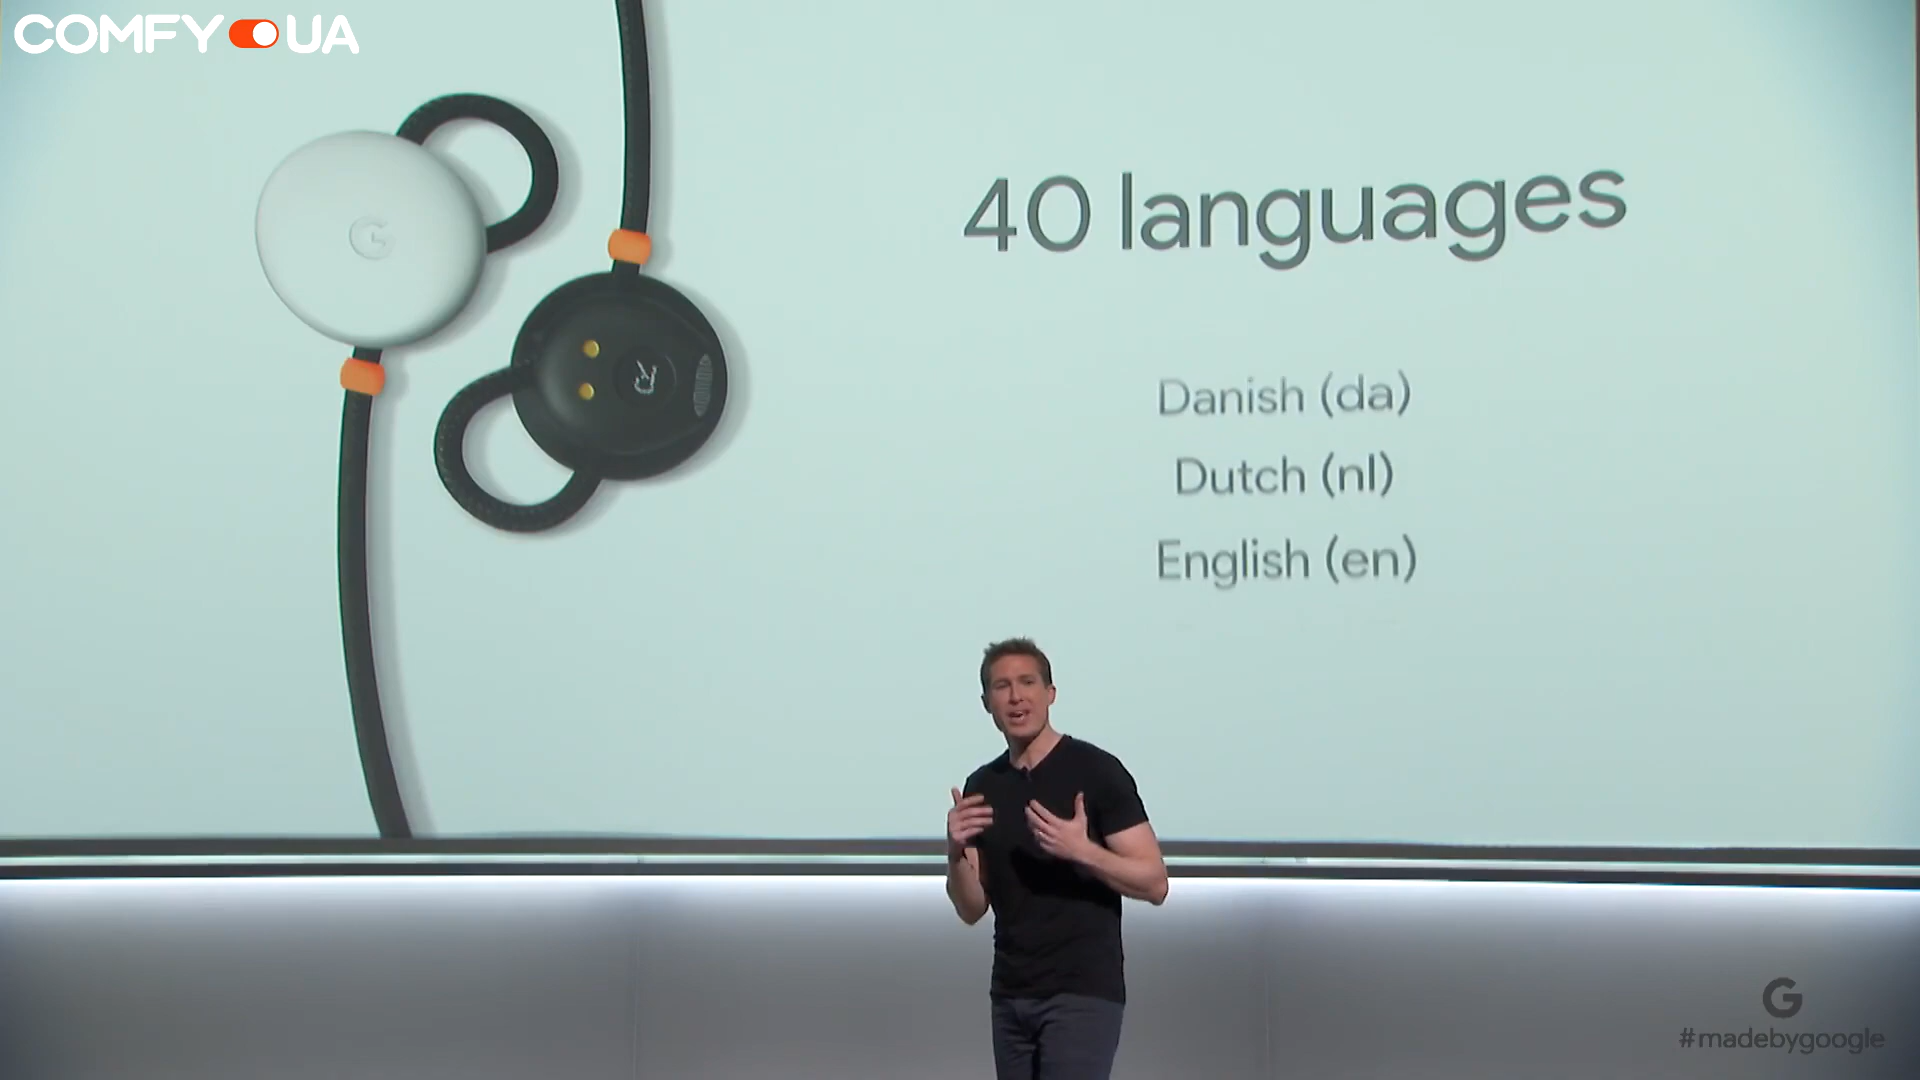 COMFY UA
40 languages
Danish (da)
Dutch (nl)
English (en)
G
#madebygoogle